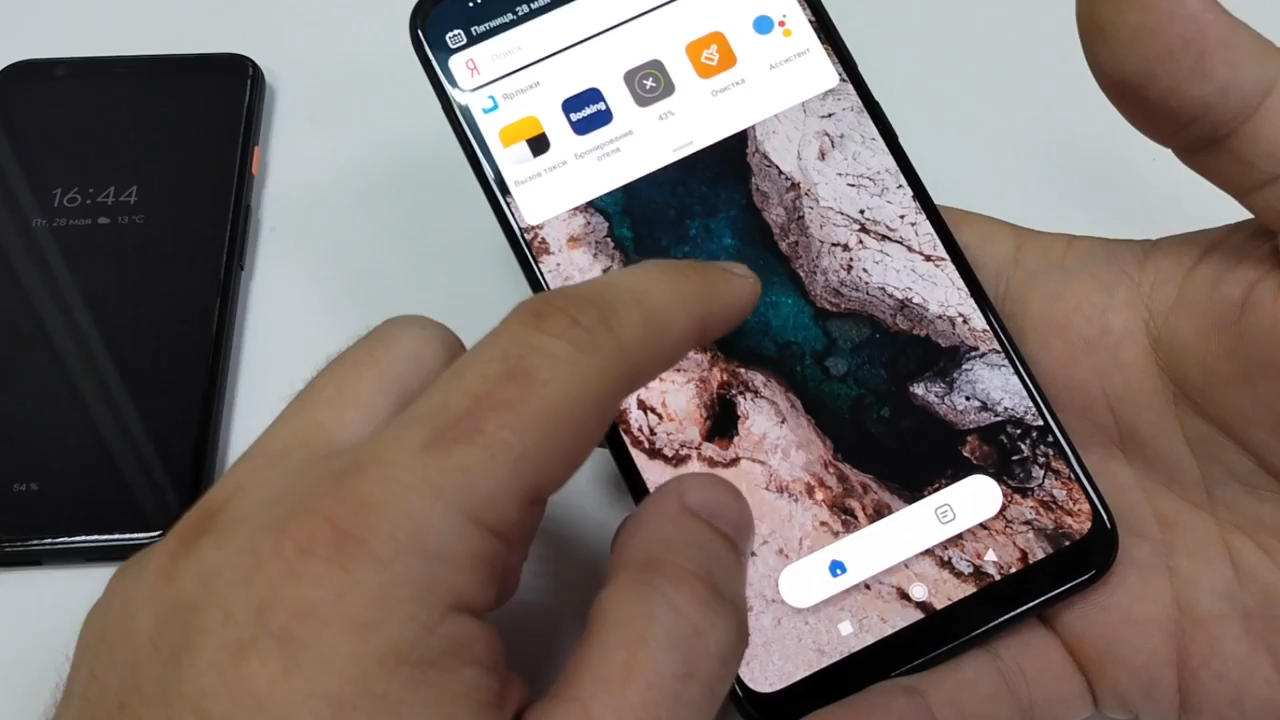 16:44
Пт, 28 мая 13 °C
54 %
Пятница, 28 мая
Я Поиск
Ярлыки
Вызов такси
Booking
Бронирование
отеля
43%
Очистка
Ассистент